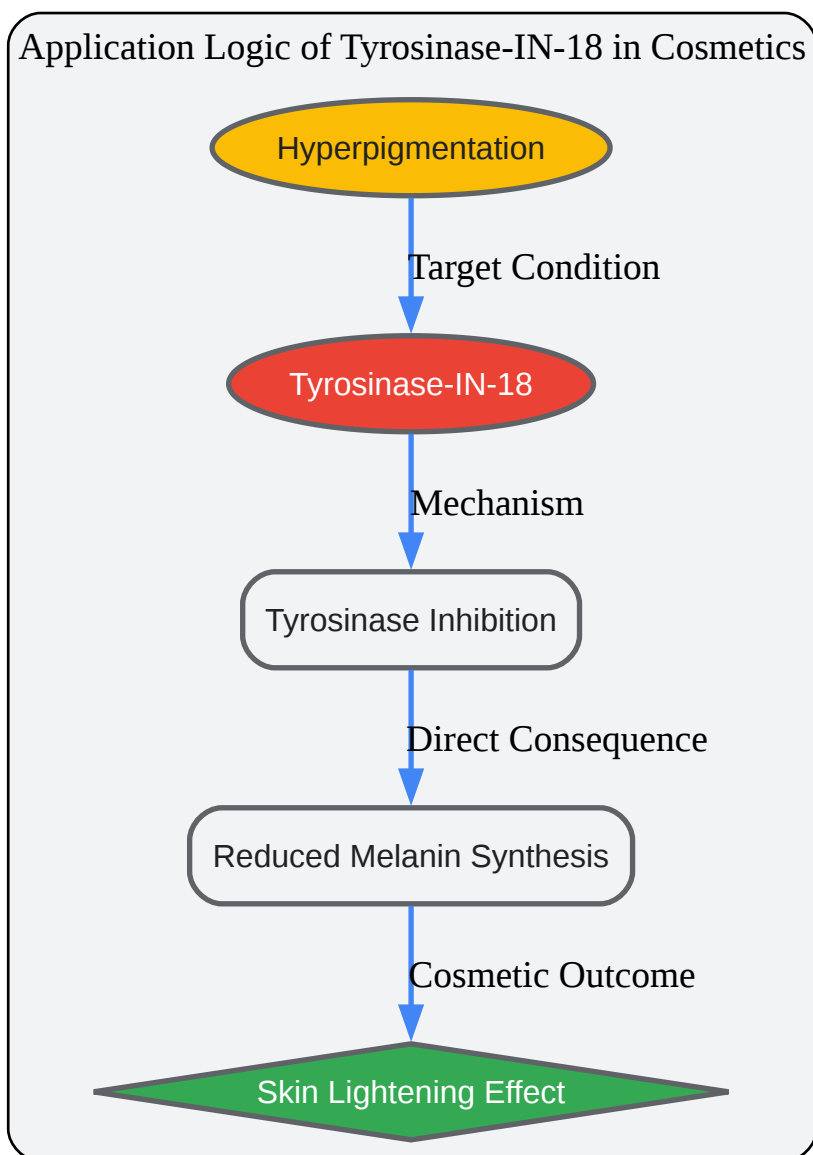 Application Logic of Tyrosinase-IN-18 in Cosmetics
Hyperpigmentation
Target Condition
Tyrosinase-IN-18
Mechanism
Tyrosinase Inhibition
Direct Consequence
Reduced Melanin Synthesis
Cosmetic Outcome
Skin Lightening Effect